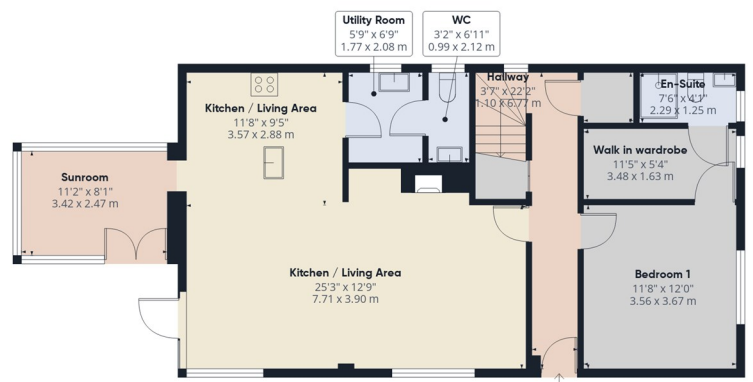 Utility Room
5'9" x 6'9"
1.77 x 2.08 m
WC
3'2" x 6'11"
0.99 x 2.12 m
Hallway
3'7" x 22'2"
1.10 x 6.77 m
En-Suite
7'6" x 4'1"
2.29 x 1.25 m
Kitchen / Living Area
11'8" x 9'5"
3.57 x 2.88 m
Walk in wardrobe
11'5" x 5'4"
3.48 x 1.63 m
Sunroom
11'2" x 8'1"
3.42 x 2.47 m
Kitchen / Living Area
25'3" x 12'9"
7.71 x 3.90 m
Bedroom 1
11'8" x 12'0"
3.56 x 3.67 m